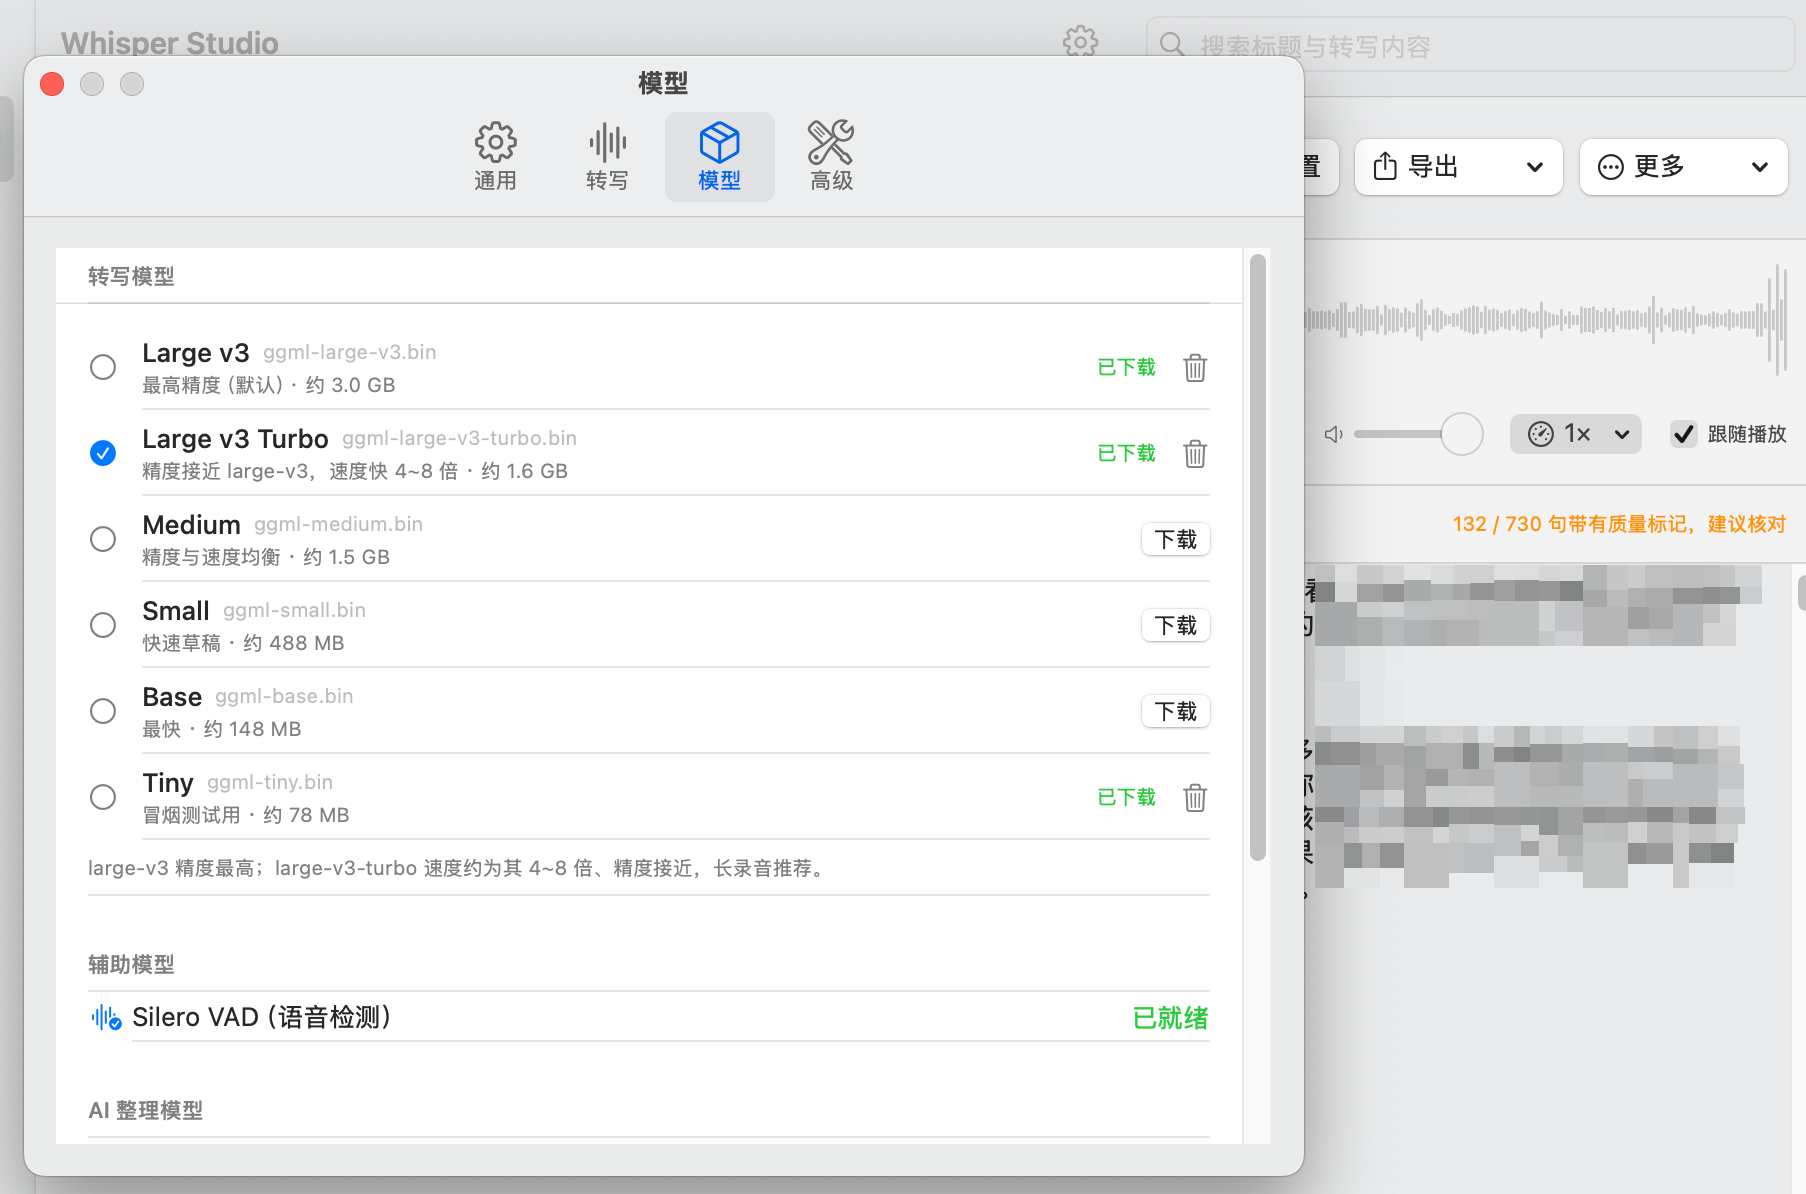 Whisper Studio
搜索标题与转写内容
模型
通用
转写
模型
高级
置
导出
更多
转写模型
Large v3 ggml-large-v3.bin
最高精度 (默认) · 约 3.0 GB
已下载
Large v3 Turbo ggml-large-v3-turbo.bin
精度接近 large-v3，速度快 4~8 倍 · 约 1.6 GB
已下载
Medium ggml-medium.bin
精度与速度均衡 · 约 1.5 GB
下载
Small ggml-small.bin
快速草稿 · 约 488 MB
下载
Base ggml-base.bin
最快 · 约 148 MB
下载
Tiny ggml-tiny.bin
冒烟测试用 · 约 78 MB
已下载
large-v3 精度最高；large-v3-turbo 速度约为其 4~8 倍、精度接近，长录音推荐。
辅助模型
Silero VAD (语音检测)
已就绪
AI 整理模型
1×
跟随播放
132 / 730 句带有质量标记，建议核对